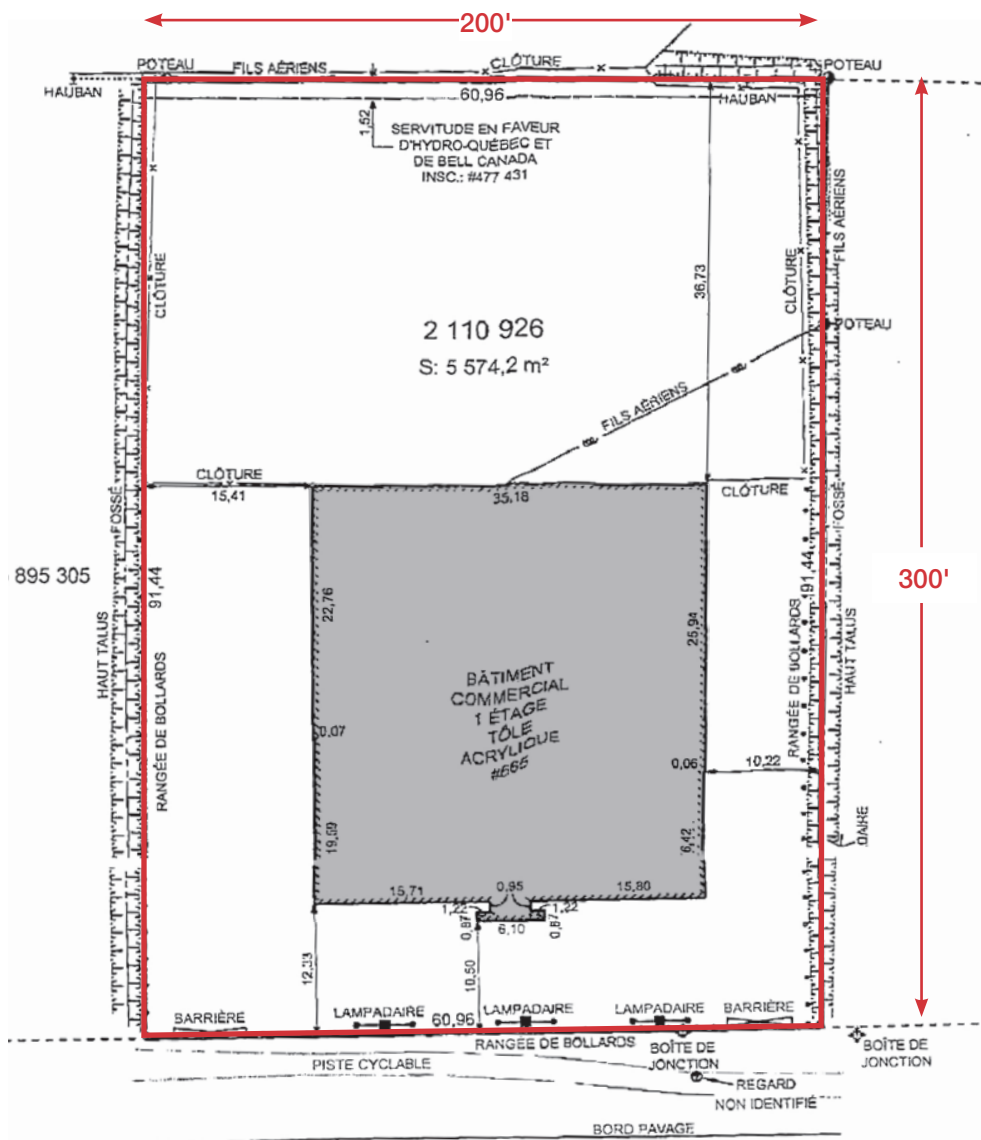 200'
POTEAU
FILS AÉRIENS
CLÔTURE
POTEAU
HAUBAN
60,96
HAUBAN
1,52
SERVITUDE EN FAVEUR
D'HYDRO-QUÉBEC ET
DE BELL CANADA
INSC.: #477 431
CLÔTURE
36,73
CLÔTURE
FILS AÉRIENS
2 110 926
S: 5 574,2 m²
POTEAU
FILS AÉRIENS
CLÔTURE
15,41
35,18
CLÔTURE
FOSSÉ
FOSSÉ
895 305
91,44
91,44
300'
22,76
25,94
HAUT TALUS
HAUT TALUS
RANGÉE DE BOLLARDS
RANGÉE DE BOLLARDS
BÂTIMENT
COMMERCIAL
1 ÉTAGE
TÔLE
ACRYLIQUE
#665
0,07
0,06
10,22
6,42
15,71
0,95
15,80
1,22
1,22
0,87
6,10
0,87
12,33
10,50
BARRIÈRE
LAMPADAIRE
LAMPADAIRE
LAMPADAIRE
BARRIÈRE
60,96
RANGÉE DE BOLLARDS
BOÎTE DE
JONCTION
BOÎTE DE
JONCTION
PISTE CYCLABLE
REGARD
NON IDENTIFIÉ
BORD PAVAGE